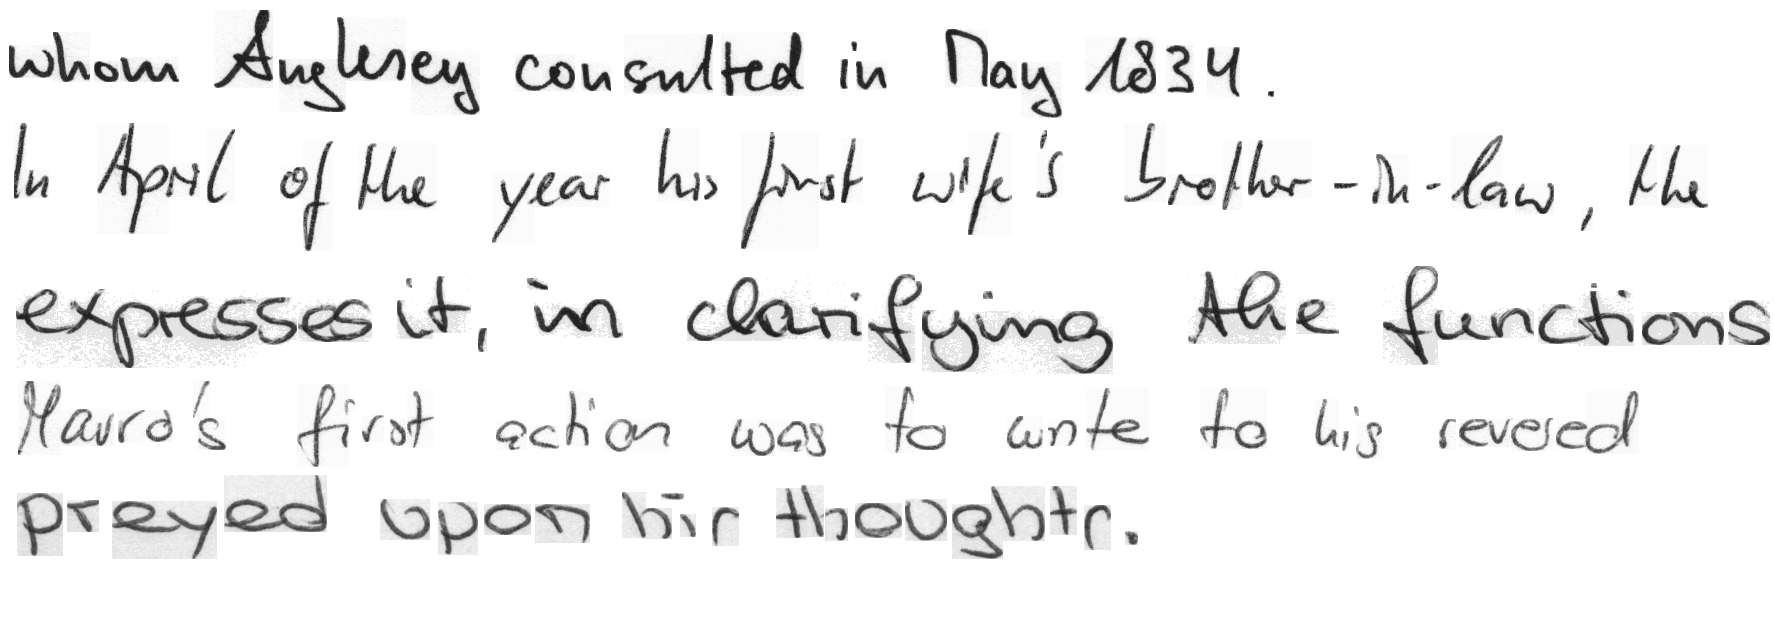 whom Anglesey consulted in May 1834.
In April of the year his first wife's brother-in-law, the
expresses it, in clarifying the functions
Mavro's first action was to write to his revered
preyed upon his thoughts.